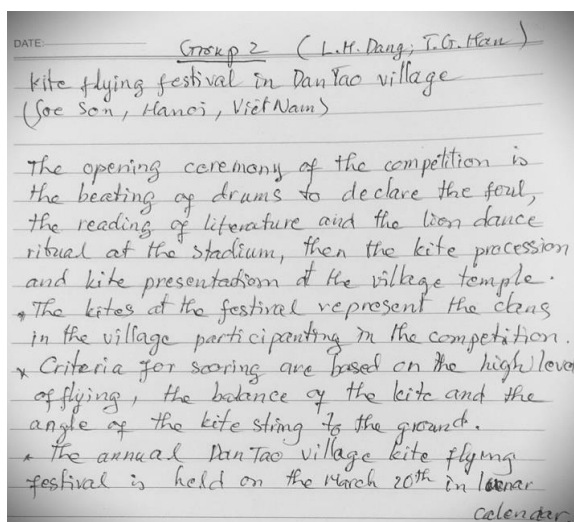 DATE:
Group 2 (L.H. Dang; T.G. Han)
Kite flying festival in Dan Tao village
(Soc Son, Hanoi, Viet Nam)
The opening ceremony of the competition is
the beating of drums to declare the foul,
the reading of literature and the lion dance
ritual at the stadium, then the kite procession
and kite presentation at the village temple.
* The kites at the festival represent the clans
in the village participanting in the competition.
* Criteria for scoring are based on the high level
of flying, the balance of the kite and the
angle of the kite string to the ground.
* The annual Dan Tao village kite flying
festival is held on the March 20th in lunar
calendar